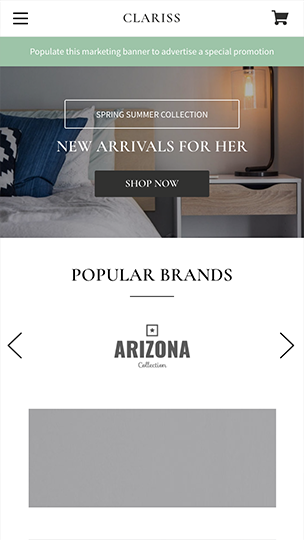 CLARISS
Populate this marketing banner to advertise a special promotion
SPRING SUMMER COLLECTION
NEW ARRIVALS FOR HER
SHOP NOW
POPULAR BRANDS
ARIZONA
Collection